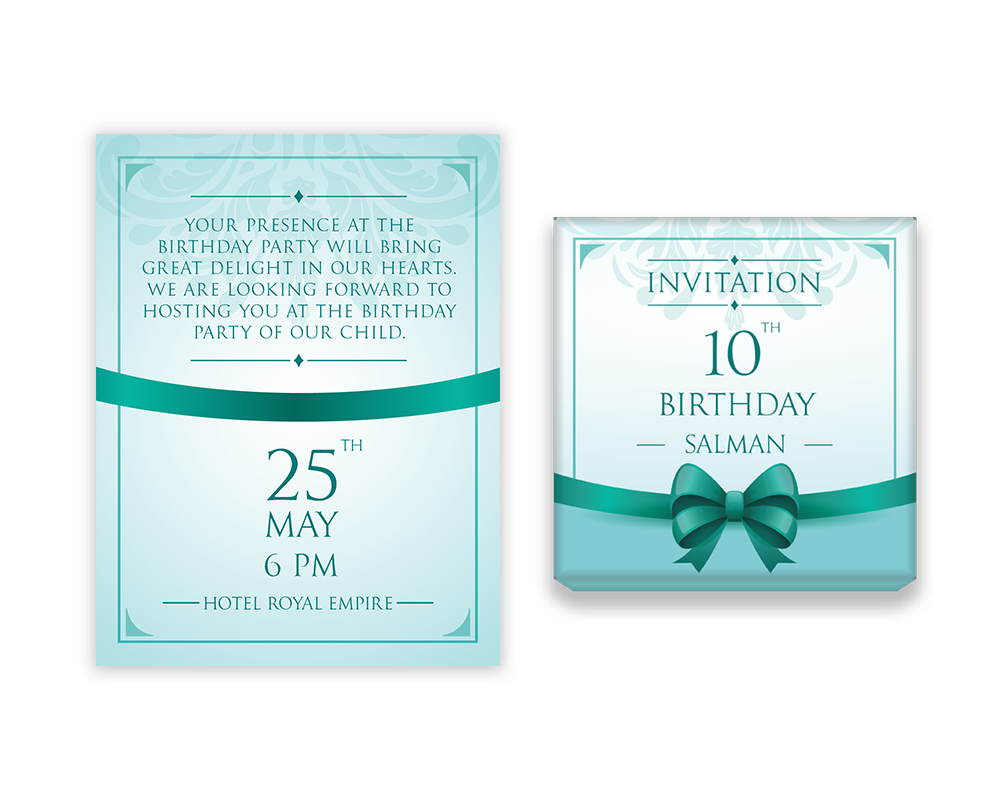 YOUR PRESENCE AT THE
BIRTHDAY PARTY WILL BRING
GREAT DELIGHT IN OUR HEARTS.
WE ARE LOOKING FORWARD TO
HOSTING YOU AT THE BIRTHDAY
PARTY OF OUR CHILD.
25TH
MAY
6 PM
HOTEL ROYAL EMPIRE
INVITATION
10TH
BIRTHDAY
SALMAN